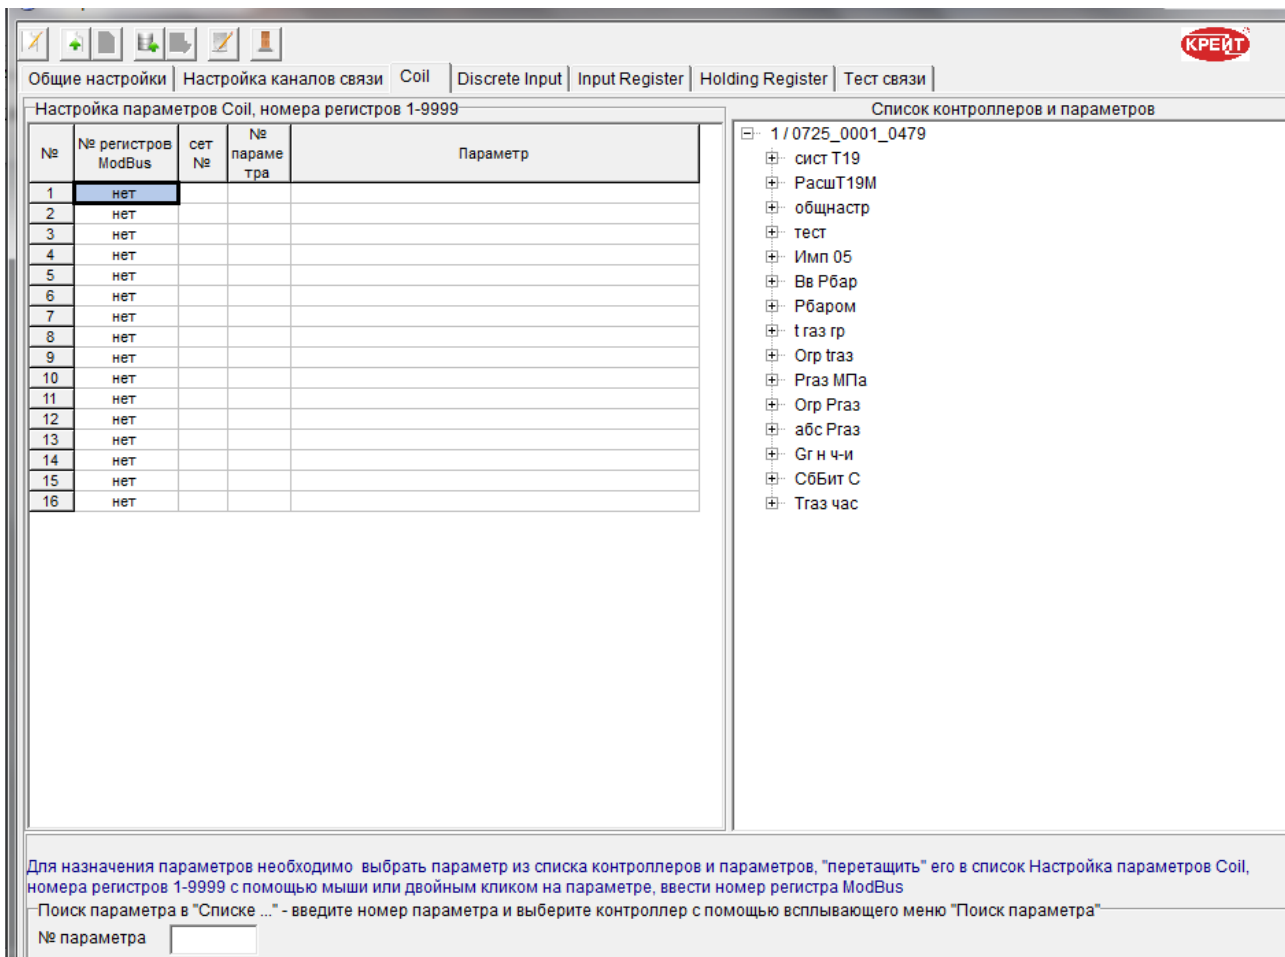 КРЕЙТ
Общие настройки Настройка каналов связи Coil Discrete Input Input Register Holding Register Тест связи
Настройка параметров Coil, номера регистров 1-9999
№ № регистров ModBus сет № № параме тра Параметр
1 нет
2 нет
3 нет
4 нет
5 нет
6 нет
7 нет
8 нет
9 нет
10 нет
11 нет
12 нет
13 нет
14 нет
15 нет
16 нет
Список контроллеров и параметров
1 / 0725_0001_0479
сист Т19
РасшТ19М
общнастр
тест
Имп 05
Вв Рбар
Рбаром
t газ гр
Огр tгаз
Ргаз МПа
Огр Ргаз
абс Ргаз
Gг н ч-и
СбБит С
Тгаз час
Для назначения параметров необходимо выбрать параметр из списка контроллеров и параметров, "перетащить" его в список Настройка параметров Coil,
номера регистров 1-9999 с помощью мыши или двойным кликом на параметре, ввести номер регистра ModBus
Поиск параметра в "Списке ..." - введите номер параметра и выберите контроллер с помощью всплывающего меню "Поиск параметра"
№ параметра